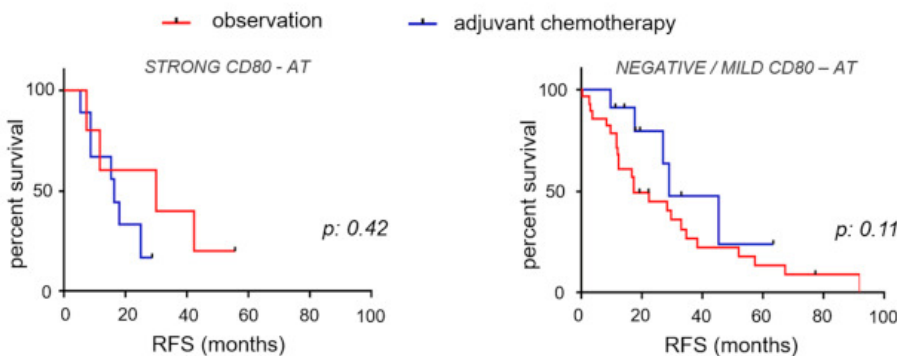 observation adjuvant chemotherapy
STRONG CD80 - AT
100
50
0
percent survival
p: 0.42
0 20 40 60 80 100
RFS (months)
NEGATIVE / MILD CD80 – AT
100
50
0
percent survival
p: 0.11
0 20 40 60 80 100
RFS (months)